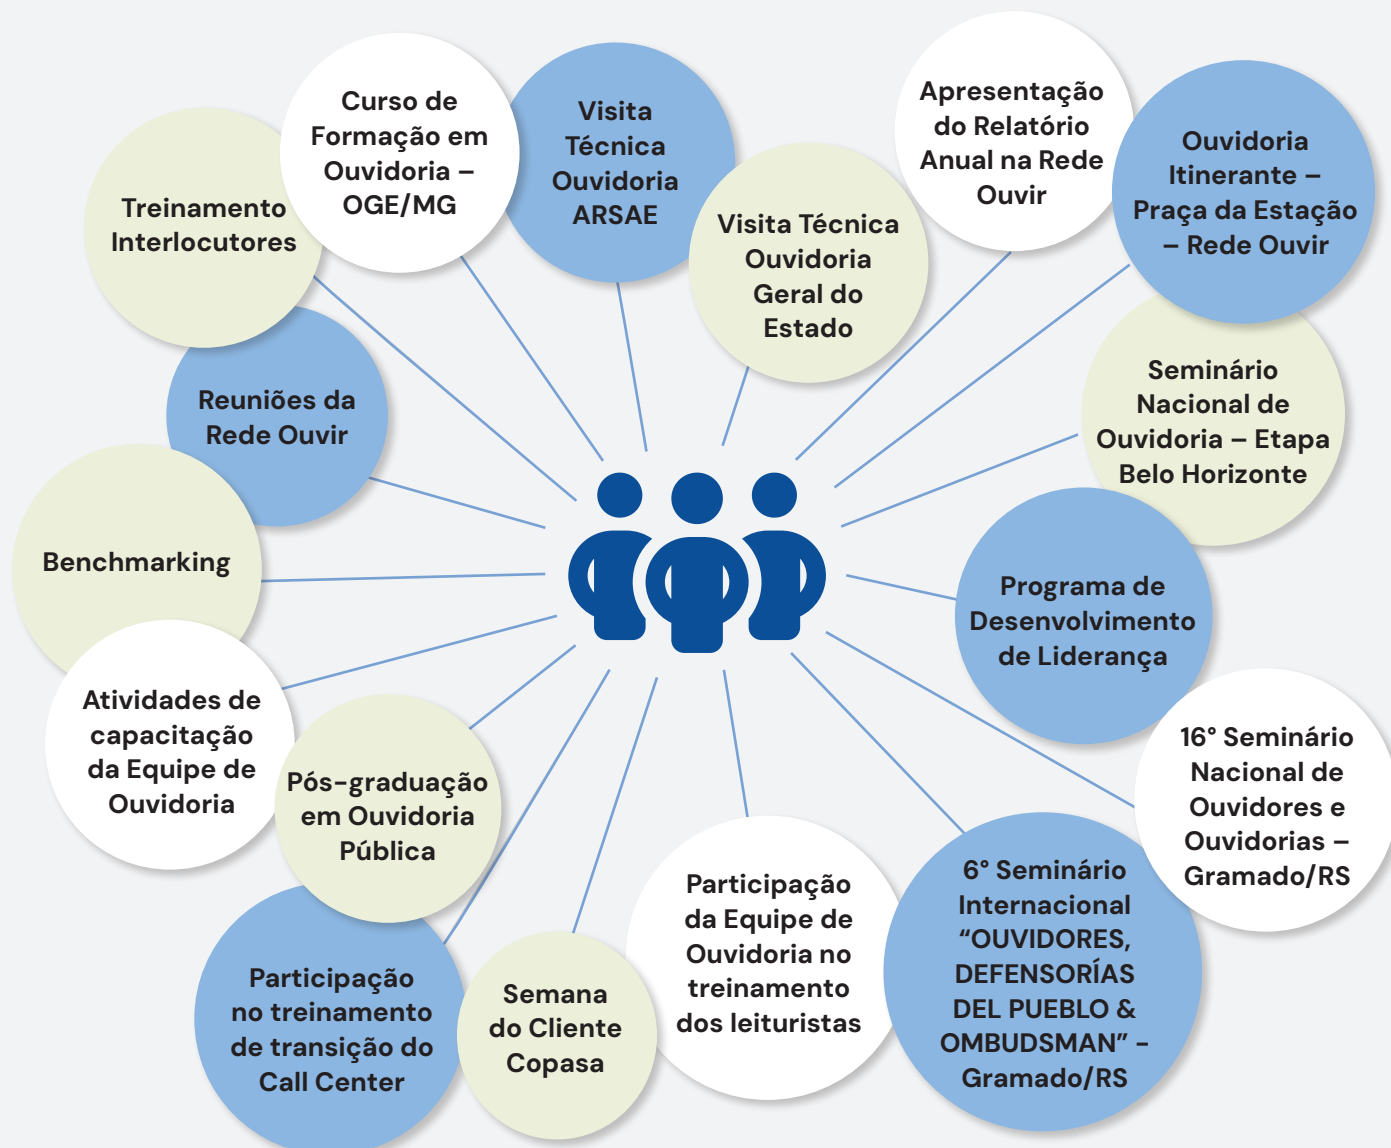 Curso de
Formação em
Ouvidoria –
OGE/MG
Visita
Técnica
Ouvidoria
ARSAE
Visita Técnica
Ouvidoria
Geral do
Estado
Apresentação
do Relatório
Anual na Rede
Ouvir
Ouvidoria
Itinerante –
Praça da Estação
– Rede Ouvir
Seminário
Nacional de
Ouvidoria – Etapa
Belo Horizonte
Programa de
Desenvolvimento
de Liderança
16° Seminário
Nacional de
Ouvidores e
Ouvidorias –
Gramado/RS
6° Seminário
Internacional
“OUVIDORES,
DEFENSORÍAS
DEL PUEBLO &
OMBUDSMAN” -
Gramado/RS
Participação
da Equipe de
Ouvidoria no
treinamento
dos leituristas
Semana
do Cliente
Copasa
Participação
no treinamento
de transição do
Call Center
Pós-graduação
em Ouvidoria
Pública
Atividades de
capacitação
da Equipe de
Ouvidoria
Benchmarking
Reuniões da
Rede Ouvir
Treinamento
Interlocutores